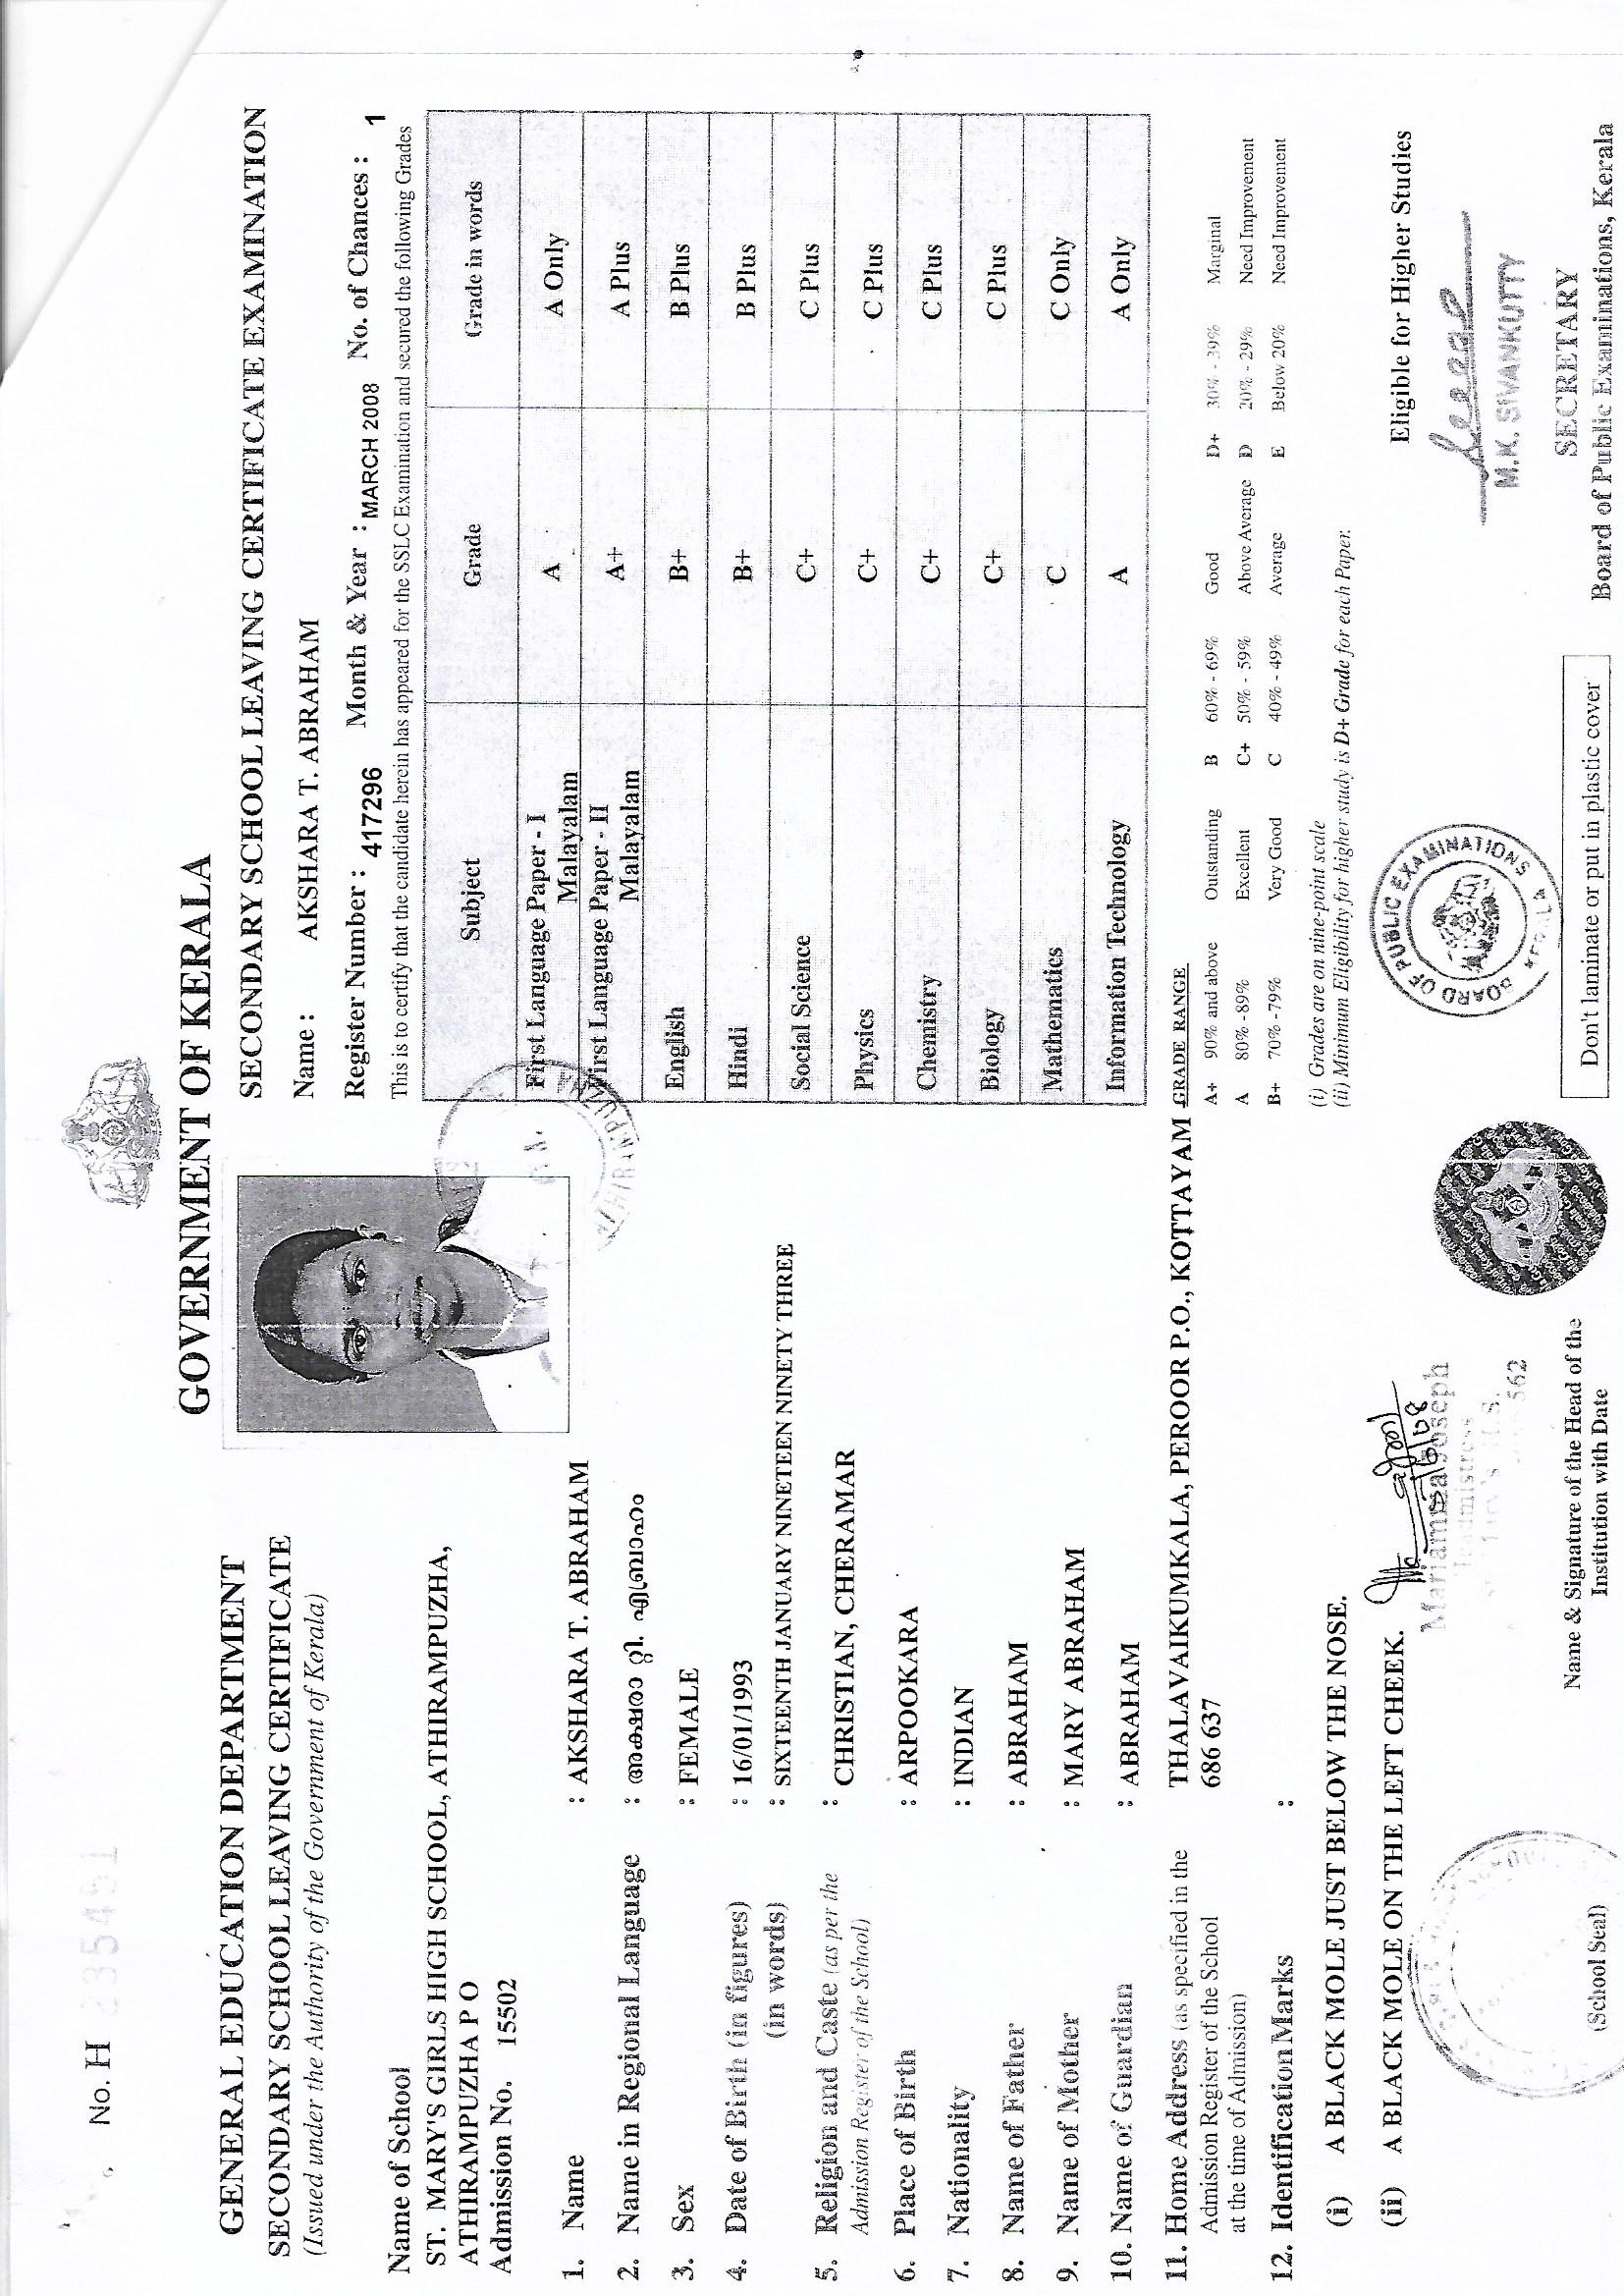 No. H 235491
GOVERNMENT OF KERALA
GENERAL EDUCATION DEPARTMENT
SECONDARY SCHOOL LEAVING CERTIFICATE
(Issued under the Authority of the Government of Kerala)
Name of School
ST. MARY'S GIRLS HIGH SCHOOL, ATHIRAMPUZHA,
ATHIRAMPUZHA P O
Admission No. 15502
1. Name : AKSHARA T. ABRAHAM
2. Name in Regional Language : അക്ഷരാ റ്റി. എബ്രാഹം
3. Sex : FEMALE
4. Date of Birth (in figures) : 16/01/1993
(in words) : SIXTEENTH JANUARY NINETEEN NINETY THREE
5. Religion and Caste (as per the : CHRISTIAN, CHERAMAR
Admission Register of the School)
6. Place of Birth : ARPOOKARA
7. Nationality : INDIAN
8. Name of Father : ABRAHAM
9. Name of Mother : MARY ABRAHAM
10. Name of Guardian : ABRAHAM
11. Home Address (as specified in the THALAVAIKUMKALA, PEROOR P.O., KOTTAYAM
Admission Register of the School 686 637
at the time of Admission)
12. Identification Marks :
(i) A BLACK MOLE JUST BELOW THE NOSE.
(ii) A BLACK MOLE ON THE LEFT CHEEK.
Mariamma Joseph
Headmistress
562
(School Seal)
Name & Signature of the Head of the
Institution with Date
SECONDARY SCHOOL LEAVING CERTIFICATE EXAMINATION
Name : AKSHARA T. ABRAHAM
Register Number : 417296 Month & Year : MARCH 2008 No. of Chances : 1
This is to certify that the candidate herein has appeared for the SSLC Examination and secured the following Grades
Subject Grade Grade in words
First Language Paper - I
Malayalam A A Only
First Language Paper - II
Malayalam A+ A Plus
English B+ B Plus
Hindi B+ B Plus
Social Science C+ C Plus
Physics C+ C Plus
Chemistry C+ C Plus
Biology C+ C Plus
Mathematics C C Only
Information Technology A A Only
GRADE RANGE
A+ 90% and above Outstanding B 60% - 69% Good D+ 30% - 39% Marginal
A 80% -89% Excellent C+ 50% - 59% Above Average D 20% - 29% Need Improvement
B+ 70% -79% Very Good C 40% - 49% Average E Below 20% Need Improvement
(i) Grades are on nine-point scale
(ii) Minimum Eligibility for higher study is D+ Grade for each Paper.
Eligible for Higher Studies
BOARD OF PUBLIC EXAMINATIONS KERALA
M.K. SIVANKUTTY
SECRETARY
Board of Public Examinations, Kerala
Don't laminate or put in plastic cover